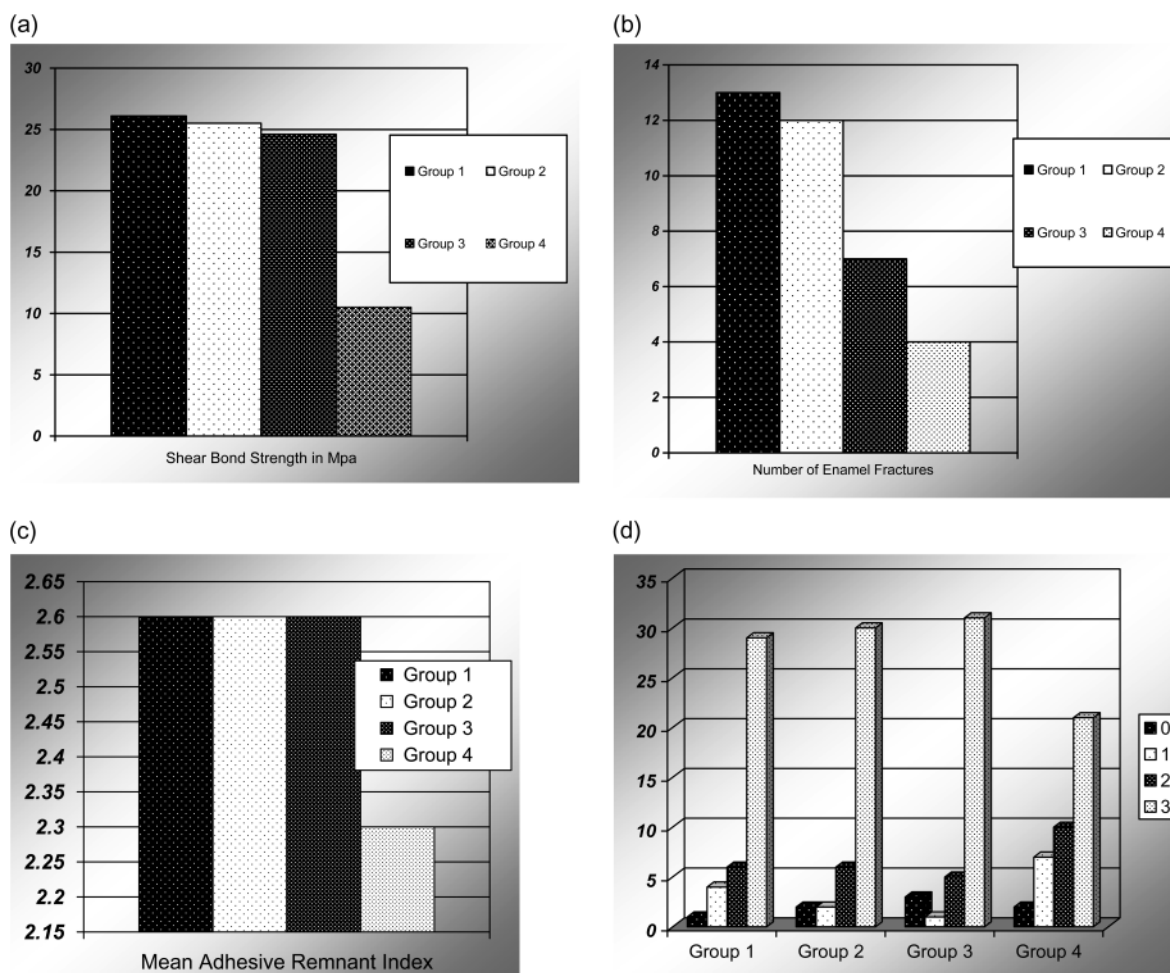 (a)
30
25
20
15
10
5
0
Group 1 Group 2
Group 3 Group 4
Shear Bond Strength in Mpa
(b)
14
12
10
8
6
4
2
0
Group 1 Group 2
Group 3 Group 4
Number of Enamel Fractures
(c)
2.65
2.6
2.55
2.5
2.45
2.4
2.35
2.3
2.25
2.2
2.15
Group 1
Group 2
Group 3
Group 4
Mean Adhesive Remnant Index
(d)
35
30
25
20
15
10
5
0
Group 1 Group 2 Group 3 Group 4
0
1
2
3